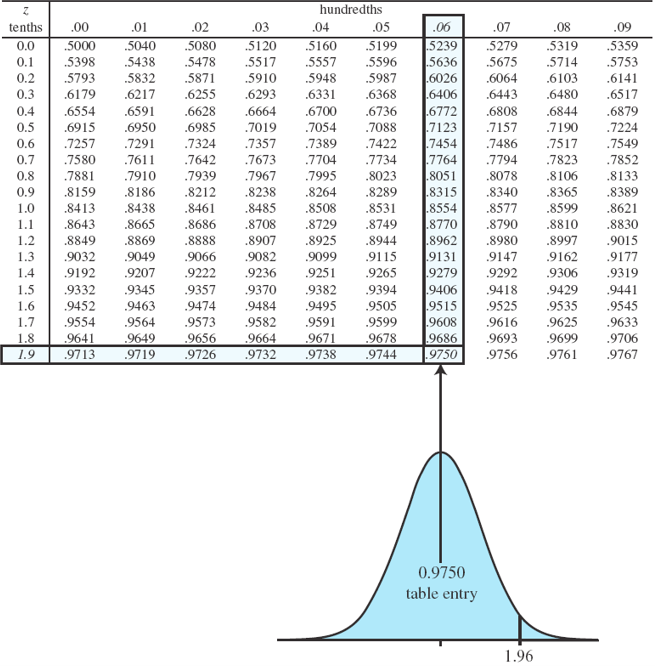 z hundredths
tenths .00 .01 .02 .03 .04 .05 .06 .07 .08 .09
0.0 .5000 .5040 .5080 .5120 .5160 .5199 .5239 .5279 .5319 .5359
0.1 .5398 .5438 .5478 .5517 .5557 .5596 .5636 .5675 .5714 .5753
0.2 .5793 .5832 .5871 .5910 .5948 .5987 .6026 .6064 .6103 .6141
0.3 .6179 .6217 .6255 .6293 .6331 .6368 .6406 .6443 .6480 .6517
0.4 .6554 .6591 .6628 .6664 .6700 .6736 .6772 .6808 .6844 .6879
0.5 .6915 .6950 .6985 .7019 .7054 .7088 .7123 .7157 .7190 .7224
0.6 .7257 .7291 .7324 .7357 .7389 .7422 .7454 .7486 .7517 .7549
0.7 .7580 .7611 .7642 .7673 .7704 .7734 .7764 .7794 .7823 .7852
0.8 .7881 .7910 .7939 .7967 .7995 .8023 .8051 .8078 .8106 .8133
0.9 .8159 .8186 .8212 .8238 .8264 .8289 .8315 .8340 .8365 .8389
1.0 .8413 .8438 .8461 .8485 .8508 .8531 .8554 .8577 .8599 .8621
1.1 .8643 .8665 .8686 .8708 .8729 .8749 .8770 .8790 .8810 .8830
1.2 .8849 .8869 .8888 .8907 .8925 .8944 .8962 .8980 .8997 .9015
1.3 .9032 .9049 .9066 .9082 .9099 .9115 .9131 .9147 .9162 .9177
1.4 .9192 .9207 .9222 .9236 .9251 .9265 .9279 .9292 .9306 .9319
1.5 .9332 .9345 .9357 .9370 .9382 .9394 .9406 .9418 .9429 .9441
1.6 .9452 .9463 .9474 .9484 .9495 .9505 .9515 .9525 .9535 .9545
1.7 .9554 .9564 .9573 .9582 .9591 .9599 .9608 .9616 .9625 .9633
1.8 .9641 .9649 .9656 .9664 .9671 .9678 .9686 .9693 .9699 .9706
1.9 .9713 .9719 .9726 .9732 .9738 .9744 .9750 .9756 .9761 .9767
0.9750
table entry
1.96